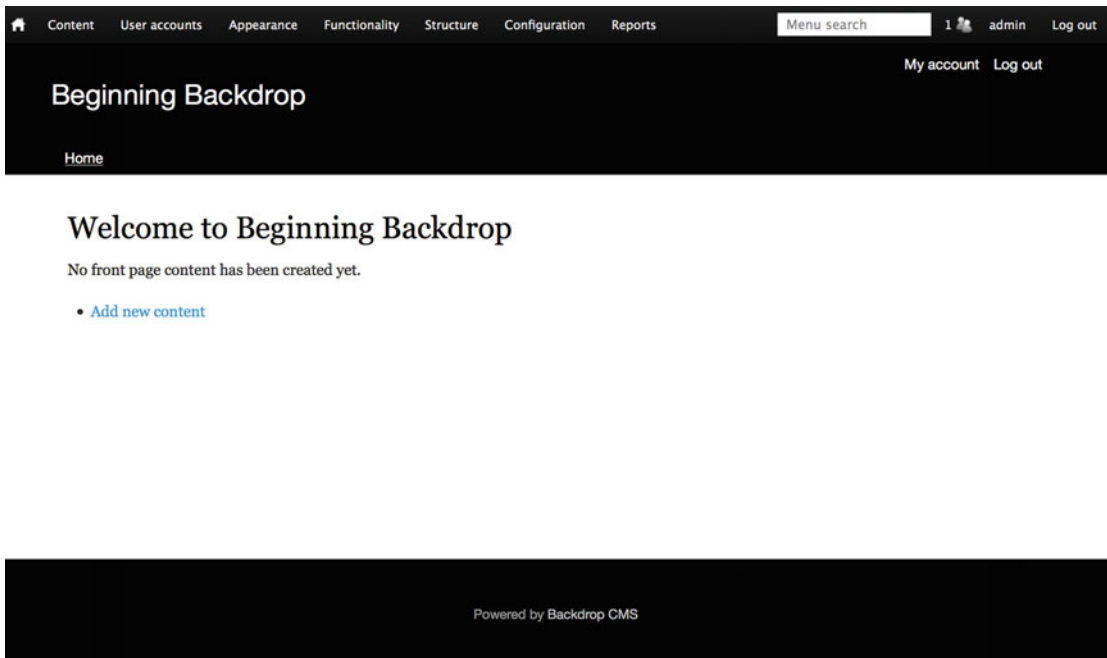 Content User accounts Appearance Functionality Structure Configuration Reports Menu search 1 admin Log out
My account Log out
Beginning Backdrop
Home
Welcome to Beginning Backdrop
No front page content has been created yet.
• Add new content
Powered by Backdrop CMS